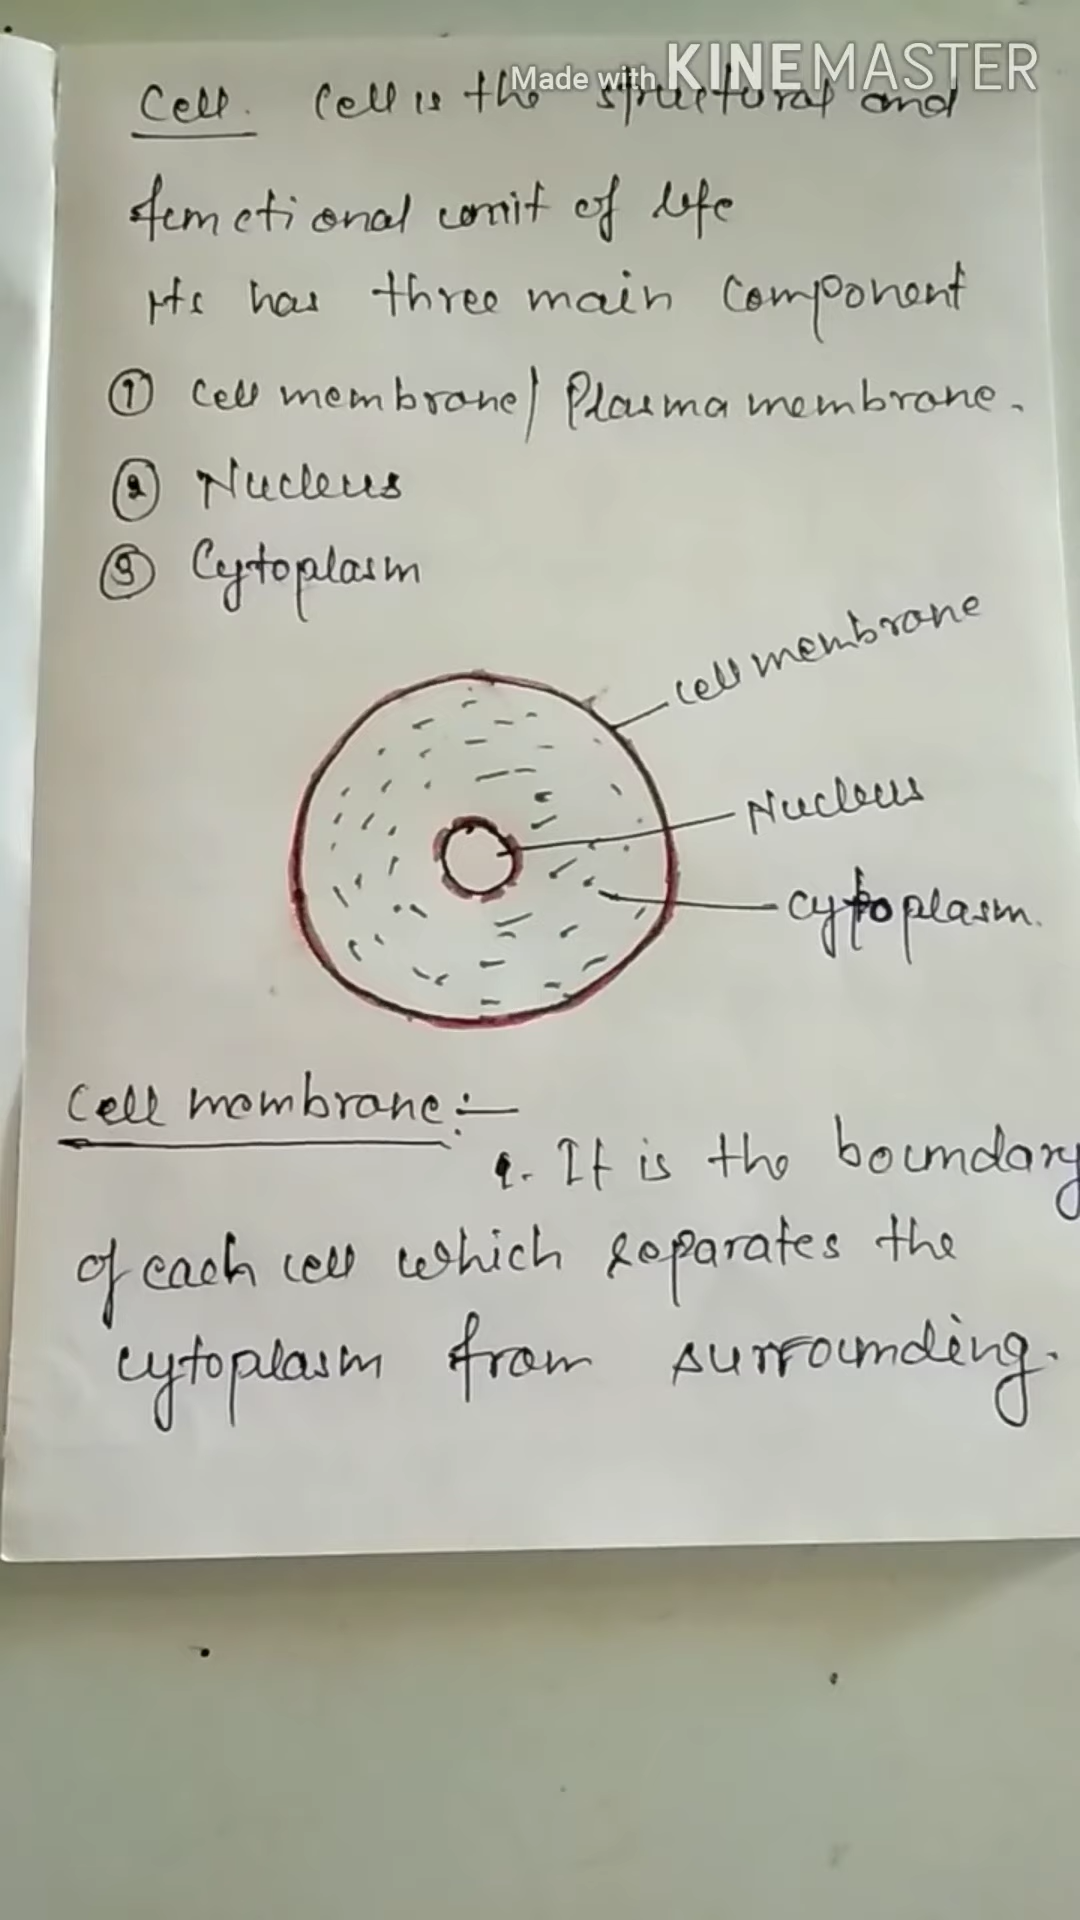 Made with KINEMASTER
Cell. Cell is the structural and
functional unit of life
Its has three main component
① Cell membrane/ Plasma membrane.
② Nucleus
③ Cytoplasm
cell membrane
Nucleus
cytoplasm.
Cell membrane:-
1. It is the boundary
of each cell which separates the
cytoplasm from surrounding.